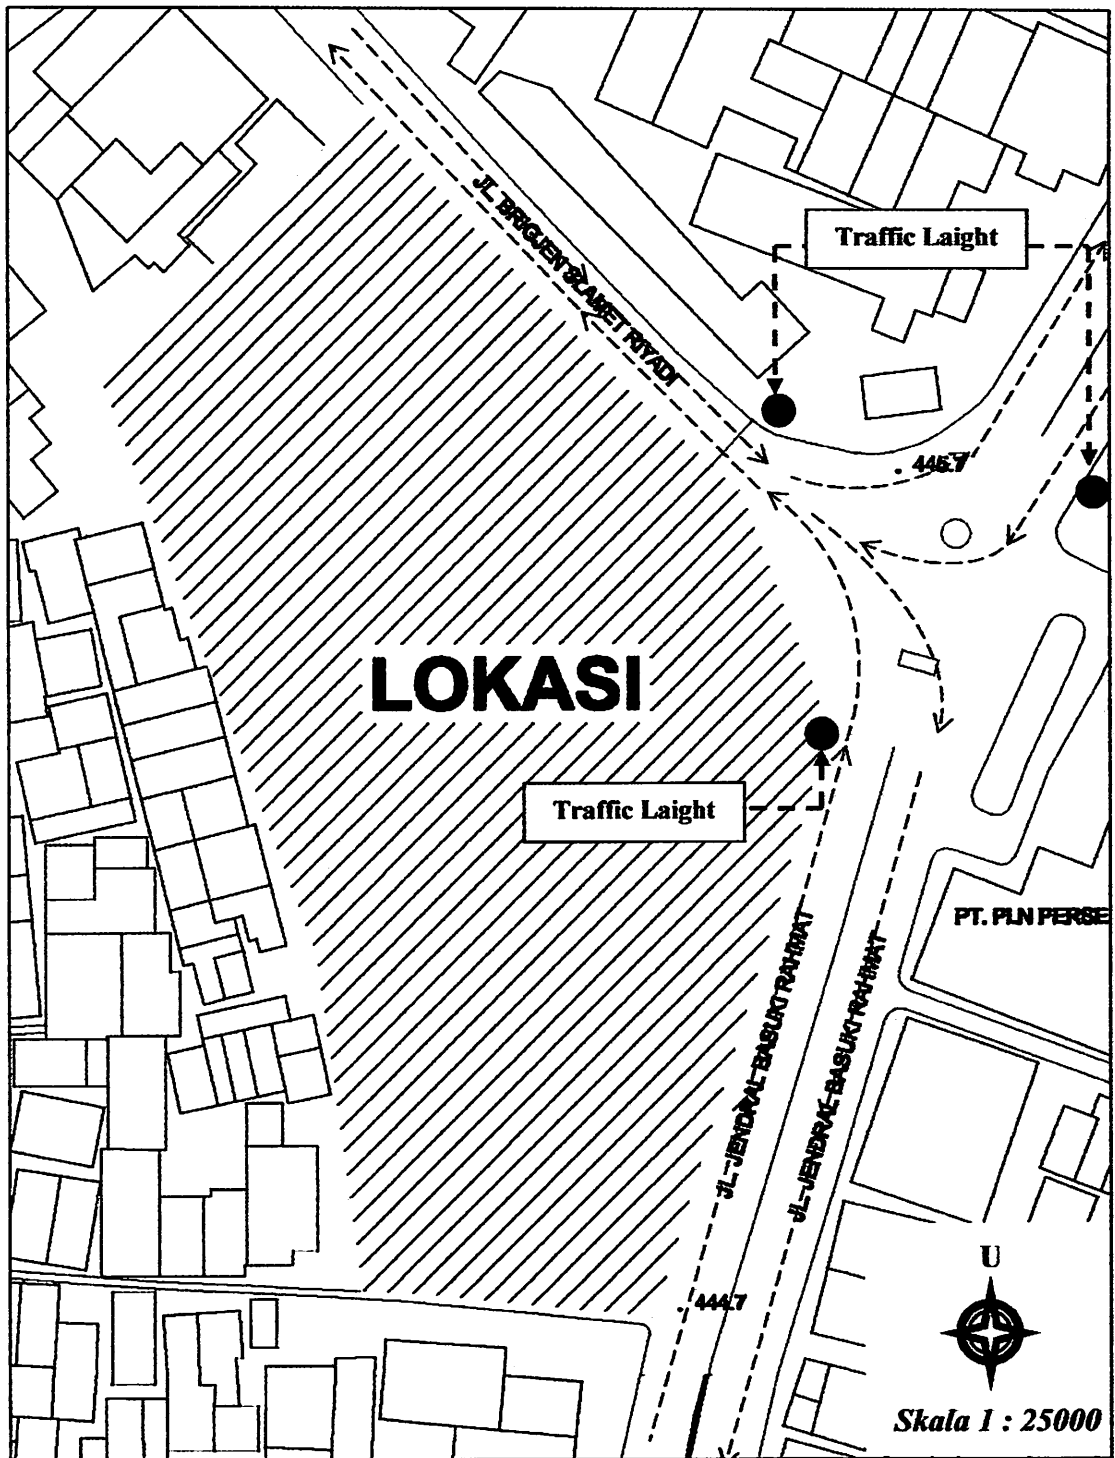 JL. BRIGJEN SLAMET RIYADI
Traffic Laight
445.7
LOKASI
Traffic Laight
PT. PLN PERSE
JL. JENDRAL BASUKI RAHMAT
JL. JENDRAL BASUKI RAHMAT
444.7
U
Skala 1 : 25000